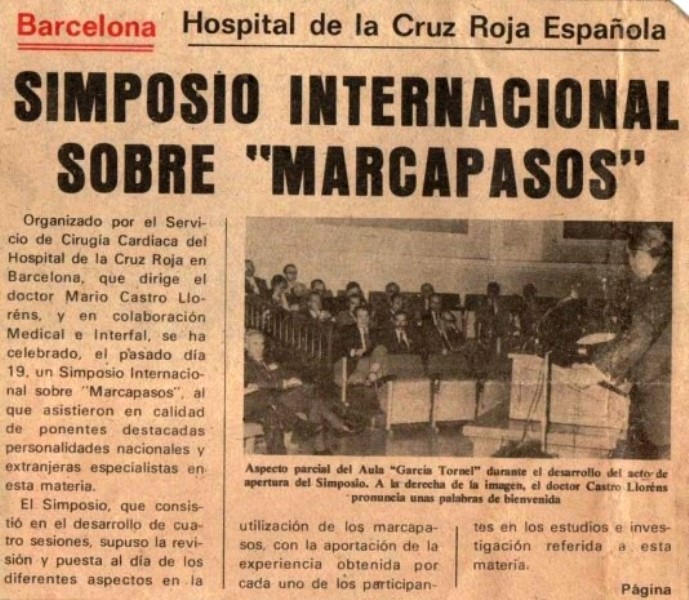 Barcelona Hospital de la Cruz Roja Española
SIMPOSIO INTERNACIONAL
SOBRE "MARCAPASOS"
Organizado por el Servi-
cio de Cirugía Cardiaca del
Hospital de la Cruz Roja en
Barcelona, que dirige el
doctor Mario Castro Llo-
réns, y en colaboración
Medical e Interfal, se ha
celebrado, el pasado día
19, un Simposio Internacio-
nal sobre "Marcapasos", al
que asistieron en calidad
de ponentes destacadas
personalidades nacionales y
extranjeras especialistas en
esta materia.
El Simposio, que consis-
tió en el desarrollo de cua-
tro sesiones, supuso la revi-
sión y puesta al día de los
diferentes aspectos en la
Aspecto parcial del Aula "García Tornel" durante el desarrollo del acto de
apertura del Simposio. A la derecha de la imagen, el doctor Castro Lloréns
pronuncia unas palabras de bienvenida
utilización de los marcapa-
sos, con la aportación de la
experiencia obtenida por
cada uno de los participan-
tes en los estudios e inves-
tigación referida a esta
materia.
Página